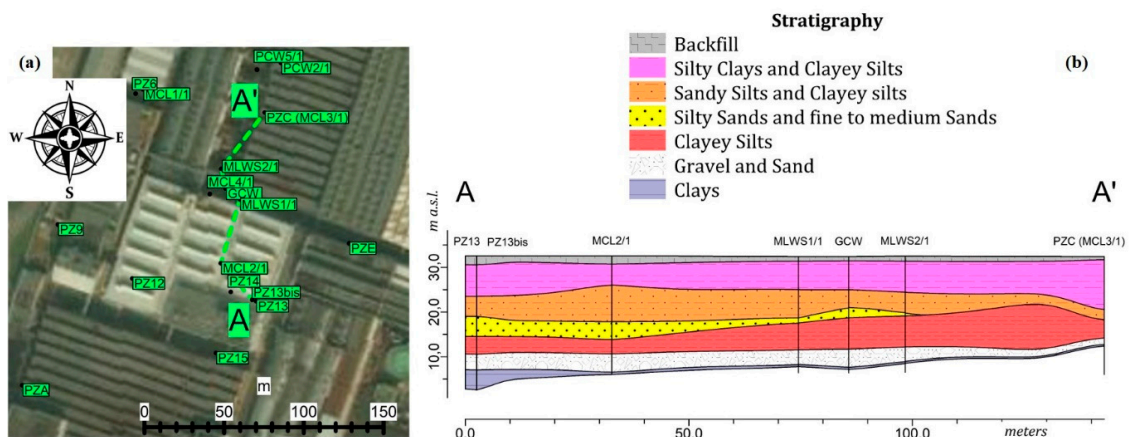 (a)
N
W
E
S
PCW5/1
PCW2/1
PZ6
MCL1/1
A'
PZC (MCL3/1)
MLWS2/1
MCL4/1
GCW
MLWS1/1
PZ9
PZE
MCL2/1
PZ12
PZ14
PZ13bis
PZ13
A
PZ15
PZA
m
0 50 100 150
Stratigraphy
(b)
Backfill
Silty Clays and Clayey Silts
Sandy Silts and Clayey silts
Silty Sands and fine to medium Sands
Clayey Silts
Gravel and Sand
Clays
A A'
m a.s.l.
PZ13 PZ13bis MCL2/1 MLWS1/1 GCW MLWS2/1 PZC (MCL3/1)
30,0
20,0
10,0
0.0 50.0 100.0 meters